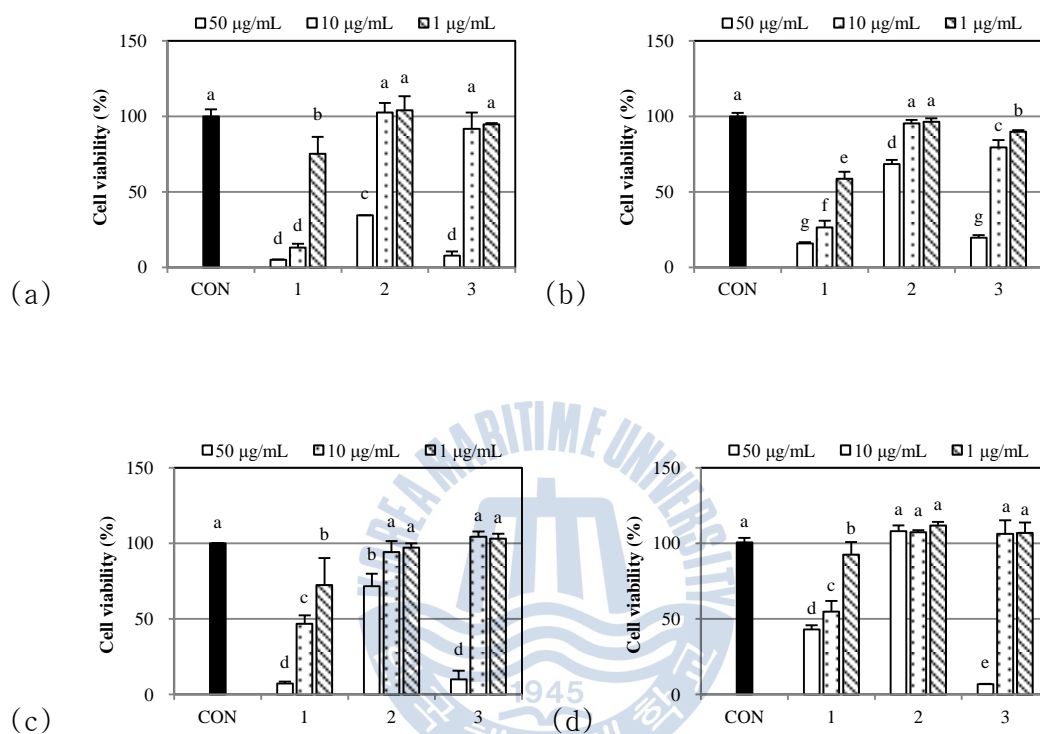 □ 50 μg/mL □ 10 μg/mL □ 1 μg/mL
150
100
50
0
Cell viability (%)
a
d d b
c a a
d a a
CON 1 2 3
(a)
□ 50 μg/mL □ 10 μg/mL □ 1 μg/mL
150
100
50
0
Cell viability (%)
a
g f e
d a a
g c b
CON 1 2 3
(b)
□ 50 μg/mL □ 10 μg/mL □ 1 μg/mL
150
100
50
0
Cell viability (%)
a
d c b
b a a
d a a
CON 1 2 3
(c)
□ 50 μg/mL □ 10 μg/mL □ 1 μg/mL
150
100
50
0
Cell viability (%)
a
d c b
a a a
e a a
CON 1 2 3
(d)
KOREA MARITIME UNIVERSITY
1945